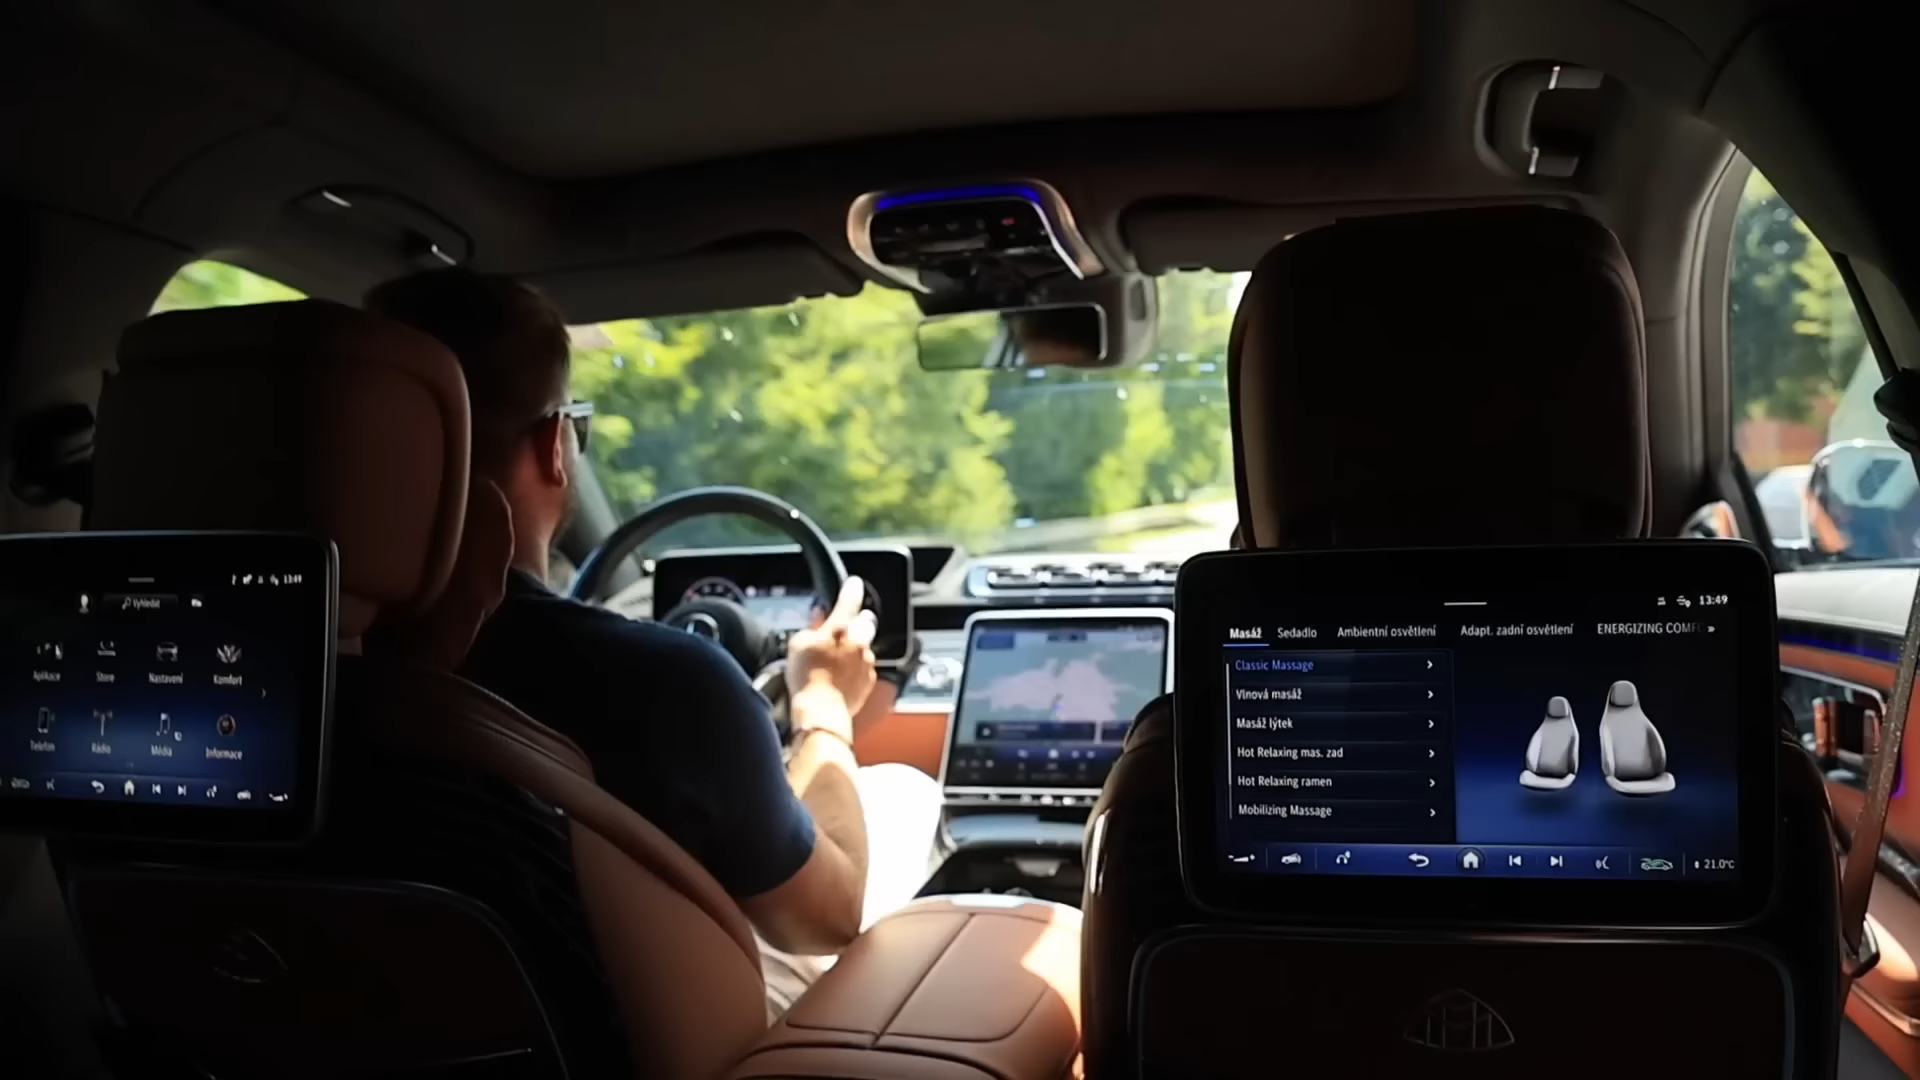 13:49
Vyhledat
Aplikace Store Nastavení Komfort
Telefon Rádio Média Informace
13:49
Masáž Sedadlo Ambientní osvětlení Adapt. zadní osvětlení ENERGIZING COMF
Classic Massage
Vlnová masáž
Masáž lýtek
Hot Relaxing mas. zad
Hot Relaxing ramen
Mobilizing Massage
21.0°C